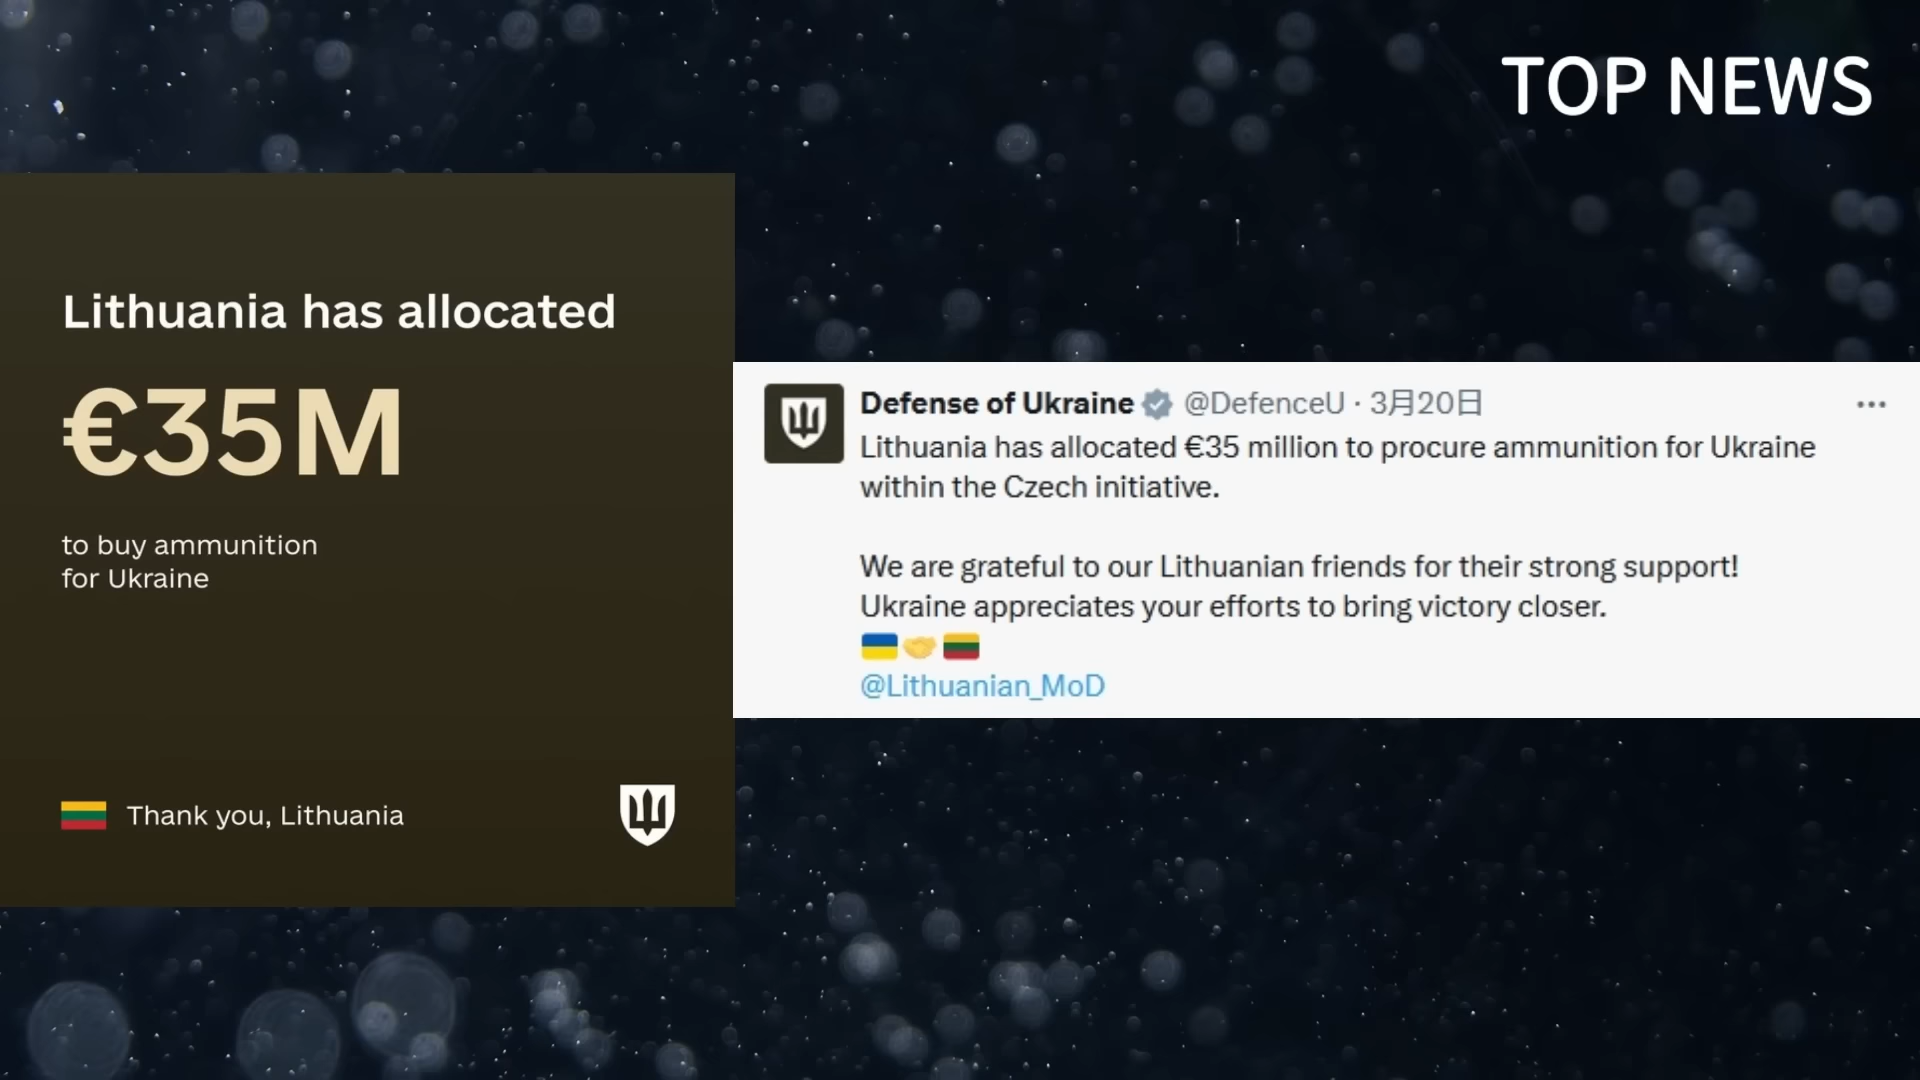 TOP NEWS
Lithuania has allocated
€35M
to buy ammunition
for Ukraine
Thank you, Lithuania
Defense of Ukraine @DefenceU · 3月20日
Lithuania has allocated €35 million to procure ammunition for Ukraine
within the Czech initiative.
We are grateful to our Lithuanian friends for their strong support!
Ukraine appreciates your efforts to bring victory closer.
🇺🇦🤝🇱🇹
@Lithuanian_MoD